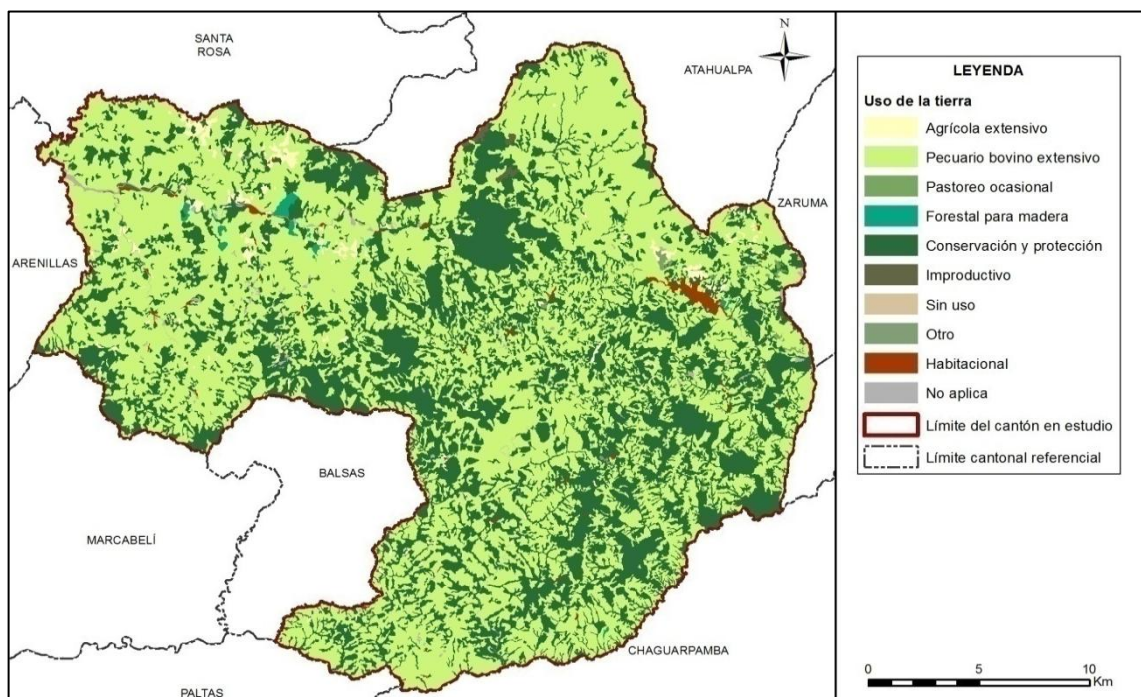 SANTA
ROSA
N
ATAHUALPA
ZARUMA
ARENILLAS
BALSAS
MARCABELÍ
CHAGUARPAMBA
PALTAS
LEYENDA
Uso de la tierra
Agrícola extensivo
Pecuario bovino extensivo
Pastoreo ocasional
Forestal para madera
Conservación y protección
Improductivo
Sin uso
Otro
Habitacional
No aplica
Límite del cantón en estudio
Límite cantonal referencial
0 5 10
Km